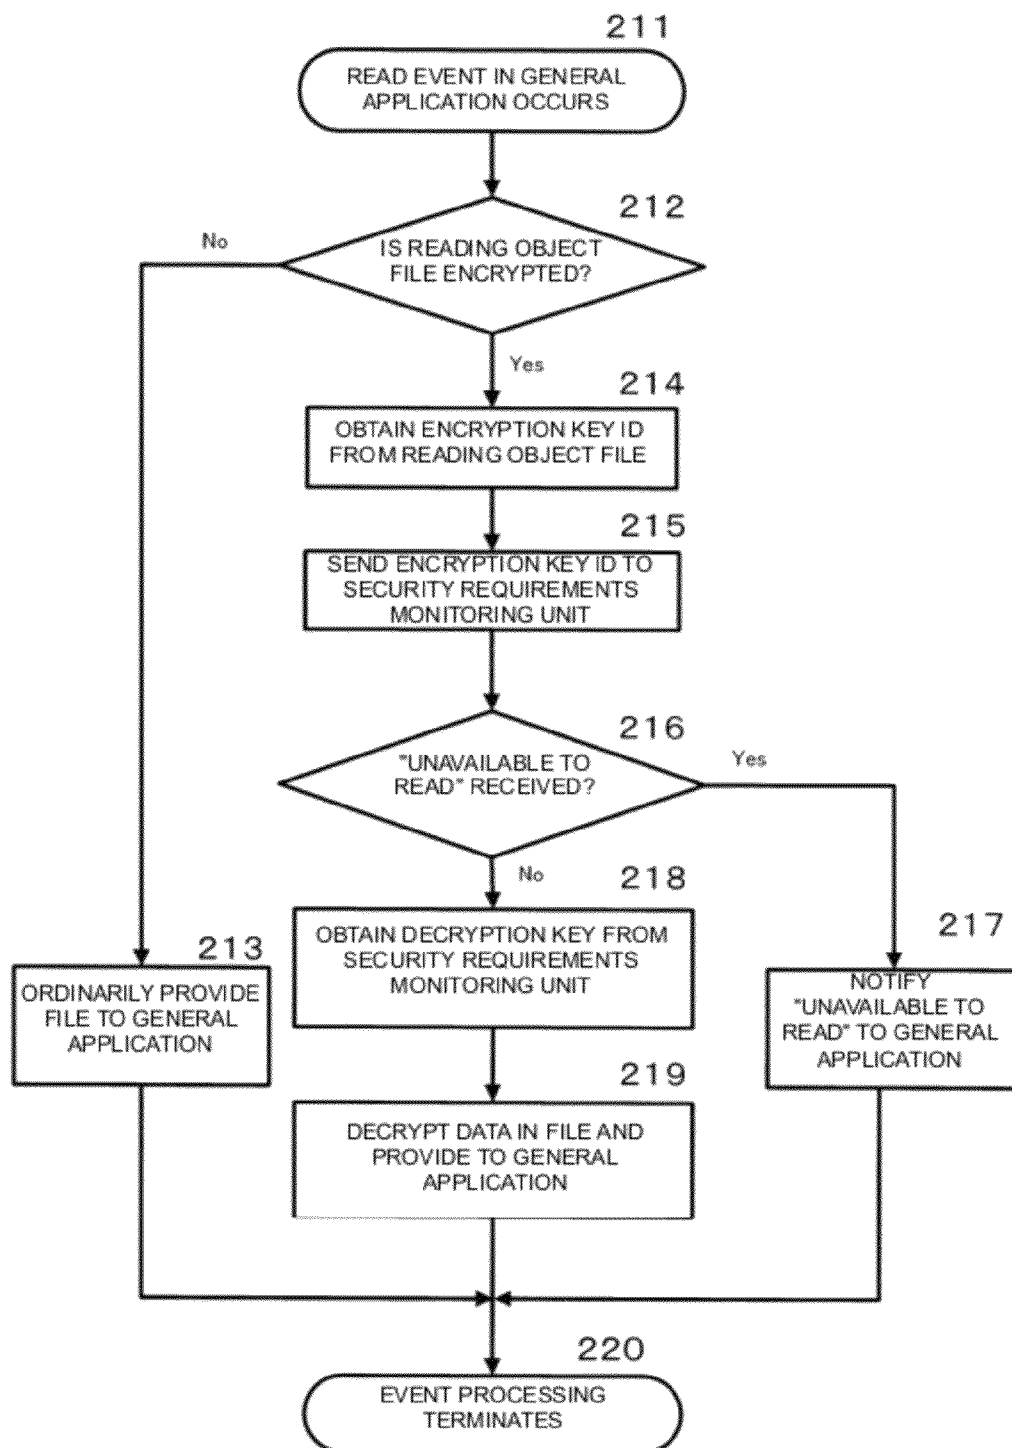 211
READ EVENT IN GENERAL
APPLICATION OCCURS
212
IS READING OBJECT
FILE ENCRYPTED?
No
Yes
214
OBTAIN ENCRYPTION KEY ID
FROM READING OBJECT FILE
215
SEND ENCRYPTION KEY ID TO
SECURITY REQUIREMENTS
MONITORING UNIT
216
"UNAVAILABLE TO
READ" RECEIVED?
Yes
No
218
OBTAIN DECRYPTION KEY FROM
SECURITY REQUIREMENTS
MONITORING UNIT
213
ORDINARILY PROVIDE
FILE TO GENERAL
APPLICATION
217
NOTIFY
"UNAVAILABLE TO
READ" TO GENERAL
APPLICATION
219
DECRYPT DATA IN FILE AND
PROVIDE TO GENERAL
APPLICATION
220
EVENT PROCESSING
TERMINATES